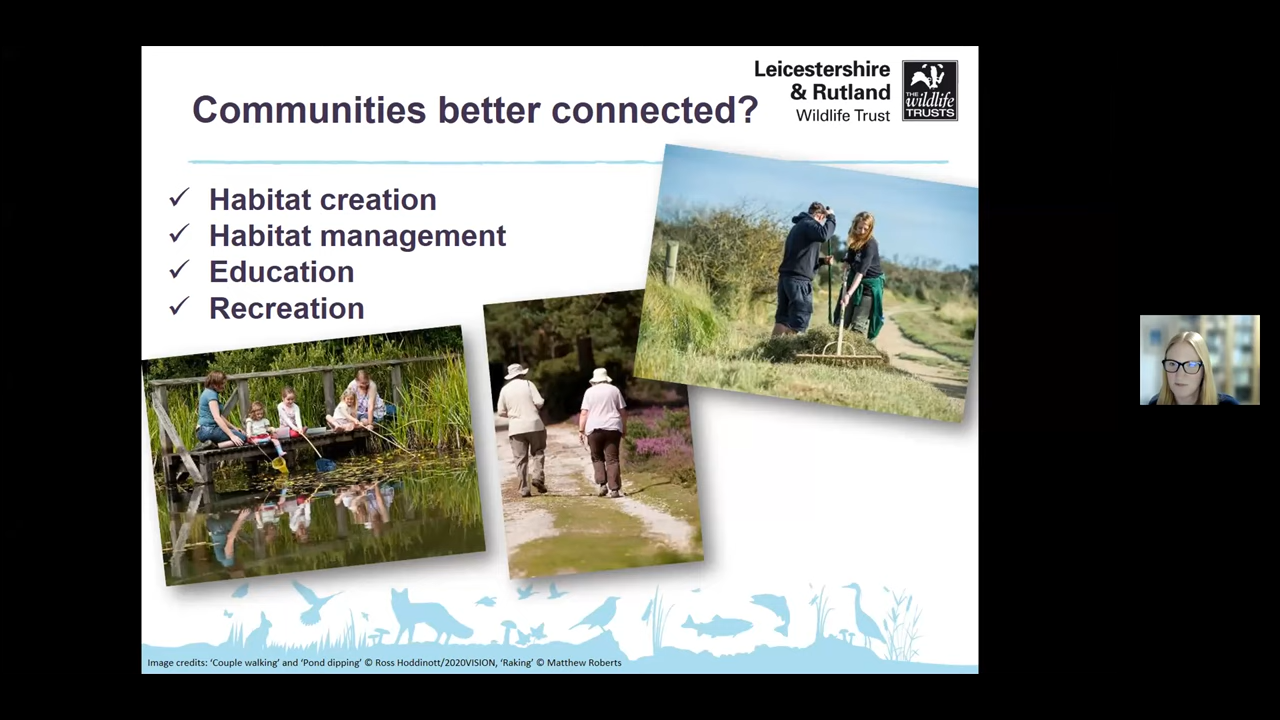 Leicestershire
& Rutland
Wildlife Trust
THE
wildlife
TRUSTS
Communities better connected?
✓ Habitat creation
✓ Habitat management
✓ Education
✓ Recreation
Image credits: ‘Couple walking’ and ‘Pond dipping’ © Ross Hoddinott/2020VISION, ‘Raking’ © Matthew Roberts